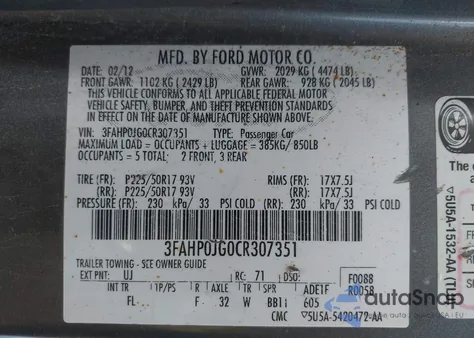 MFD. BY FORD MOTOR CO.
DATE: 02/12 GVWR: 2029 KG ( 4474 LB)
FRONT GAWR: 1102 KG ( 2429 LB) REAR GAWR: 928 KG ( 2045 LB)
THIS VEHICLE CONFORMS TO ALL APPLICABLE FEDERAL MOTOR
VEHICLE SAFETY, BUMPER, AND THEFT PREVENTION STANDARDS
IN EFFECT ON THE DATE OF MANUFACTURE SHOWN ABOVE.
VIN: 3FAHP0JG0CR307351 TYPE: Passenger Car
MAXIMUM LOAD = OCCUPANTS + LUGGAGE = 385KG/ 850LB
OCCUPANTS = 5 TOTAL: 2 FRONT, 3 REAR
TIRE (FR): P225/50R17 93V RIMS (FR): 17X7.5J
(RR): P225/50R17 93V (RR): 17X7.5J
PRESSURE (FR): 230 kPa/ 33 PSI COLD (RR): 230 kPa/ 33 PSI COLD
3FAHP0JG0CR307351
TRAILER TOWING - SEE OWNER GUIDE
EXT PNT: UJ RC: 71 DSO: F0088
R0058
INT TR TP/PS R AX TR SPR ADE1F
FL F 32 W BB11 605
CMC 5U5A-5420472-AA
The
5U5A-1532-AA
AutoSnap